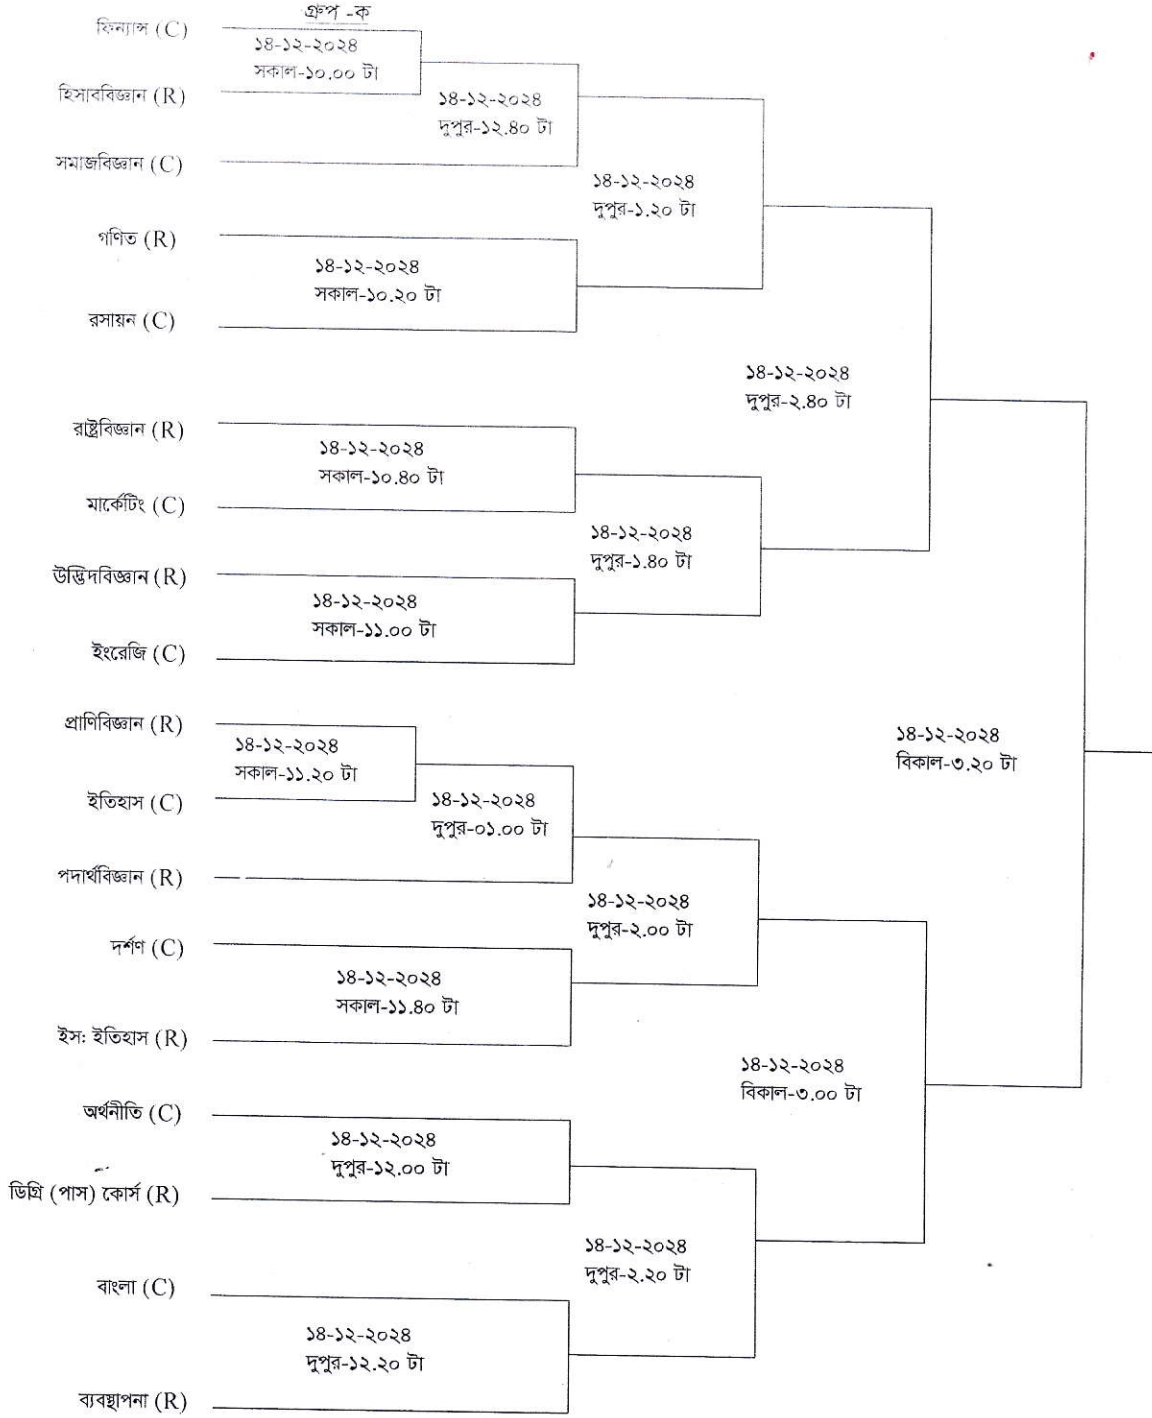 গ্রুপ -ক
ফিন্যান্স (C)
১৪-১২-২০২৪
সকাল-১০.০০ টা
হিসাববিজ্ঞান (R)
১৪-১২-২০২৪
দুপুর-১২.৪০ টা
সমাজবিজ্ঞান (C)
১৪-১২-২০২৪
দুপুর-১.২০ টা
গণিত (R)
১৪-১২-২০২৪
সকাল-১০.২০ টা
রসায়ন (C)
১৪-১২-২০২৪
দুপুর-২.৪০ টা
রাষ্ট্রবিজ্ঞান (R)
১৪-১২-২০২৪
সকাল-১০.৪০ টা
মার্কেটিং (C)
১৪-১২-২০২৪
দুপুর-১.৪০ টা
উদ্ভিদবিজ্ঞান (R)
১৪-১২-২০২৪
সকাল-১১.০০ টা
ইংরেজি (C)
প্রাণিবিজ্ঞান (R)
১৪-১২-২০২৪
সকাল-১১.২০ টা
১৪-১২-২০২৪
বিকাল-৩.২০ টা
ইতিহাস (C)
১৪-১২-২০২৪
দুপুর-০১.০০ টা
পদার্থবিজ্ঞান (R)
১৪-১২-২০২৪
দুপুর-২.০০ টা
দর্শণ (C)
১৪-১২-২০২৪
সকাল-১১.৪০ টা
ইস: ইতিহাস (R)
১৪-১২-২০২৪
বিকাল-৩.০০ টা
অর্থনীতি (C)
১৪-১২-২০২৪
দুপুর-১২.০০ টা
ডিগ্রি (পাস) কোর্স (R)
১৪-১২-২০২৪
দুপুর-২.২০ টা
বাংলা (C)
১৪-১২-২০২৪
দুপুর-১২.২০ টা
ব্যবস্থাপনা (R)